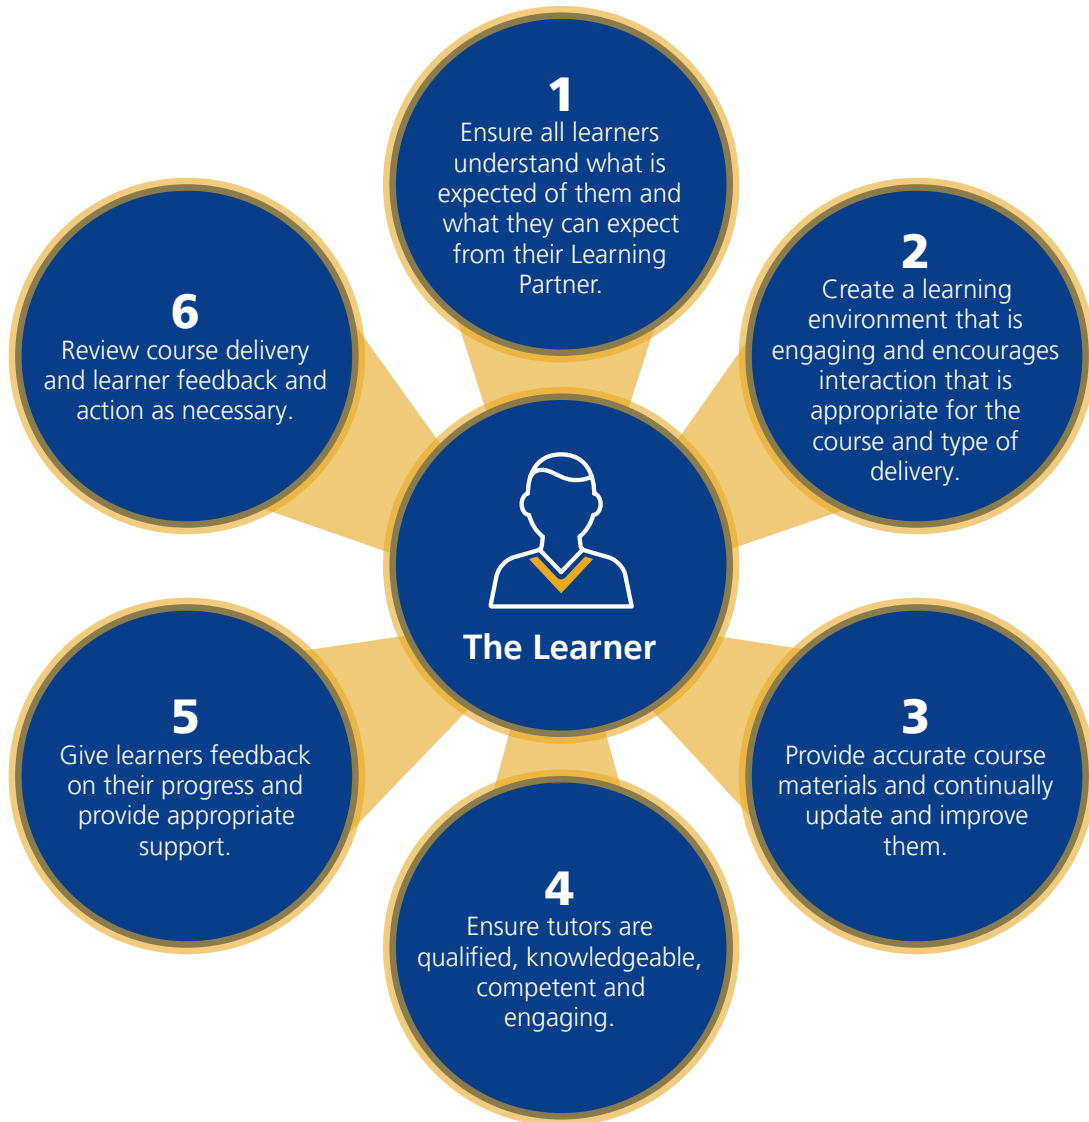 1
Ensure all learners
understand what is
expected of them and
what they can expect
from their Learning
Partner.
2
Create a learning
environment that is
engaging and encourages
interaction that is
appropriate for the
course and type of
delivery.
3
Provide accurate course
materials and continually
update and improve
them.
4
Ensure tutors are
qualified, knowledgeable,
competent and
engaging.
5
Give learners feedback
on their progress and
provide appropriate
support.
6
Review course delivery
and learner feedback and
action as necessary.
The Learner